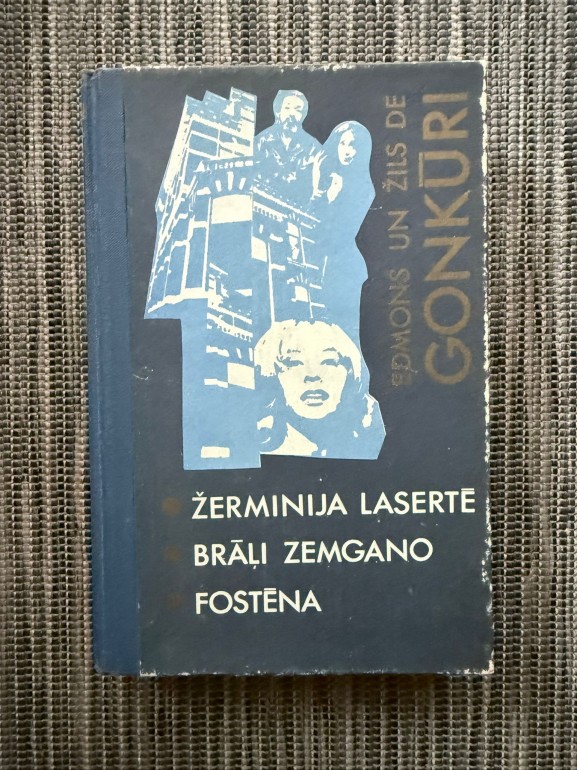 EDMONS UN ŽILS DE
GONKŪRI
ŽERMINIJA LASERTĒ
BRĀĻI ZEMGANO
FOSTĒNA